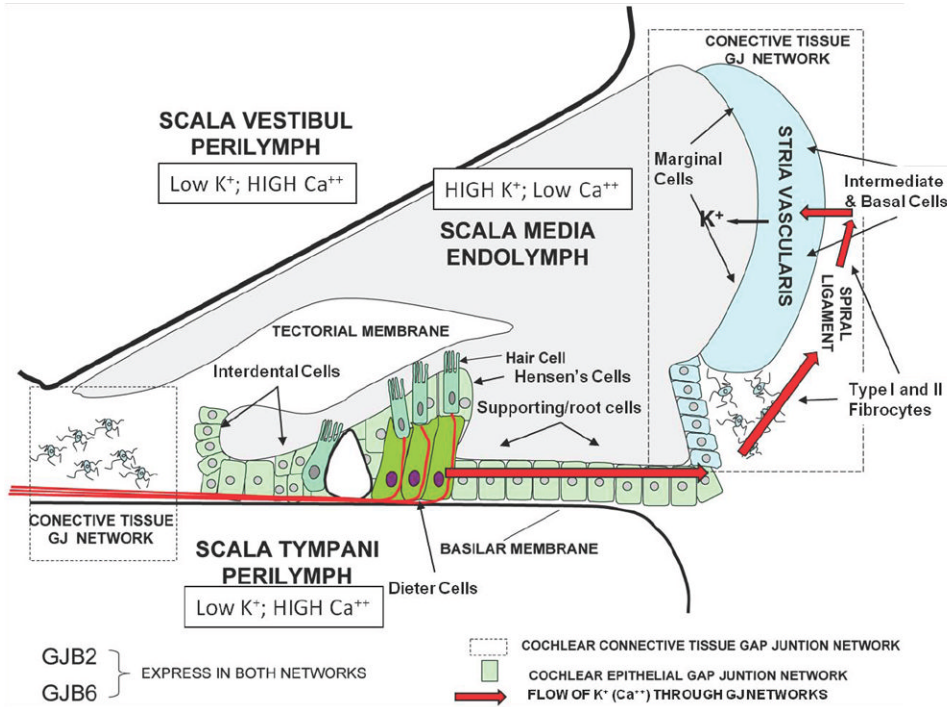 CONECTIVE TISSUE
GJ NETWORK
SCALA VESTIBUL
PERILYMPH
Low K⁺; HIGH Ca⁺⁺
HIGH K⁺; Low Ca⁺⁺
SCALA MEDIA
ENDOLYMPH
Marginal
Cells
K⁺
STRIA VASCULARIS
Intermediate
& Basal Cells
SPIRAL
LIGAMENT
TECTORIAL MEMBRANE
Interdental Cells
Hair Cell
Hensen's Cells
Supporting/root cells
Type I and II
Fibrocytes
CONECTIVE TISSUE
GJ NETWORK
SCALA TYMPANI
PERILYMPH
Low K⁺; HIGH Ca⁺⁺
BASILAR MEMBRANE
Dieter Cells
GJB2
GJB6
EXPRESS IN BOTH NETWORKS
COCHLEAR CONNECTIVE TISSUE GAP JUNTION NETWORK
COCHLEAR EPITHELIAL GAP JUNTION NETWORK
FLOW OF K⁺ (Ca⁺⁺) THROUGH GJ NETWORKS